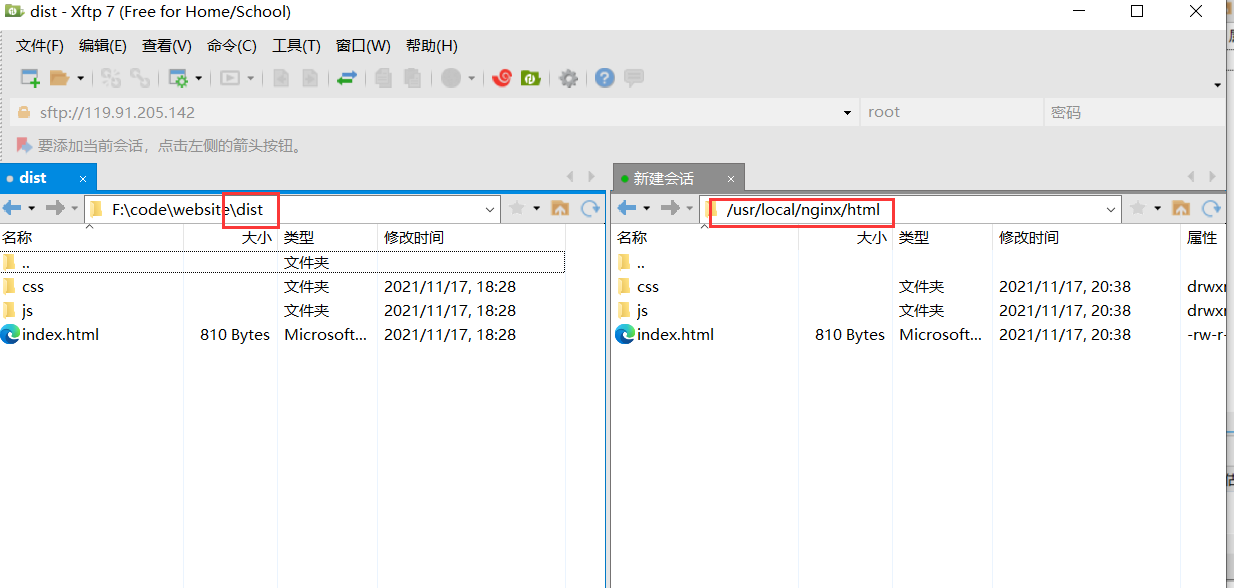 dist - Xftp 7 (Free for Home/School)
文件(F) 编辑(E) 查看(V) 命令(C) 工具(T) 窗口(W) 帮助(H)
sftp://119.91.205.142 root 密码
要添加当前会话，点击左侧的箭头按钮。
dist × 新建会话 ×
F:\code\website\dist /usr/local/nginx/html
名称 大小 类型 修改时间 名称 大小 类型 修改时间 属性
.. 文件夹 ..
css 文件夹 2021/11/17, 18:28 css 文件夹 2021/11/17, 20:38 drwxr
js 文件夹 2021/11/17, 18:28 js 文件夹 2021/11/17, 20:38 drwxr
index.html 810 Bytes Microsoft... 2021/11/17, 18:28 index.html 810 Bytes Microsoft... 2021/11/17, 20:38 -rw-r-